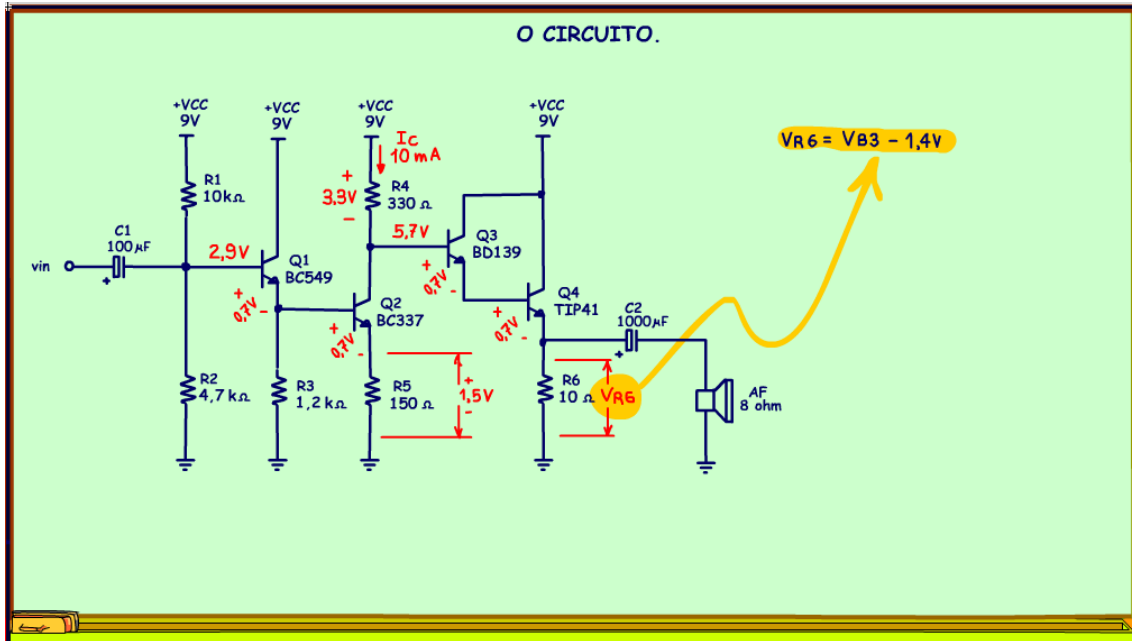 O CIRCUITO.
+VCC
9V
+VCC
9V
+VCC
9V
+VCC
9V
Ic
10 mA
VR6 = VB3 - 1,4V
R1
10kΩ
+
3,3V
-
R4
330 Ω
C1
100µF
vin
+
2,9V
Q1
BC549
5,7V
Q3
BD139
+
0,7V
-
+
0,7V
-
Q2
BC337
Q4
TIP41
C2
1000µF
+
+
0,7V
-
+
0,7V
-
R2
4,7 kΩ
R3
1,2 kΩ
R5
150 Ω
+
1,5V
-
R6
10 Ω
VR6
AF
8 ohm